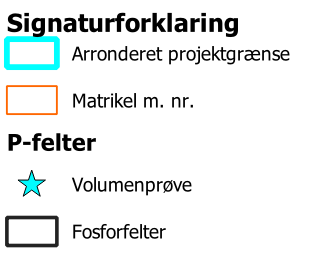 Signaturforklaring
Arronderet projektgrænse
Matrikel m. nr.
P-felter
Volumenprøve
Fosforfelter